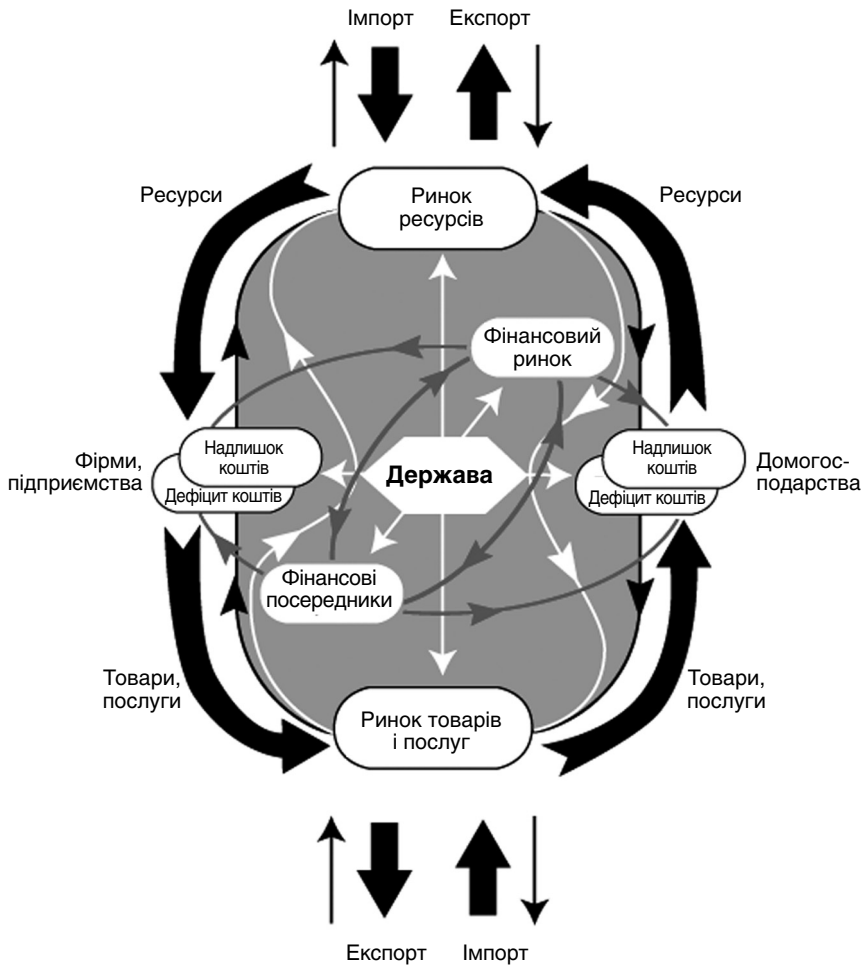 Імпорт
Експорт
Ресурси
Ринок
ресурсів
Ресурси
Фінансовий
ринок
Фірми,
підприємства
Надлишок
коштів
Дефіцит коштів
Держава
Надлишок
коштів
Дефіцит коштів
Домогос-
подарства
Фінансові
посередники
Товари,
послуги
Ринок товарів
і послуг
Товари,
послуги
Експорт
Імпорт